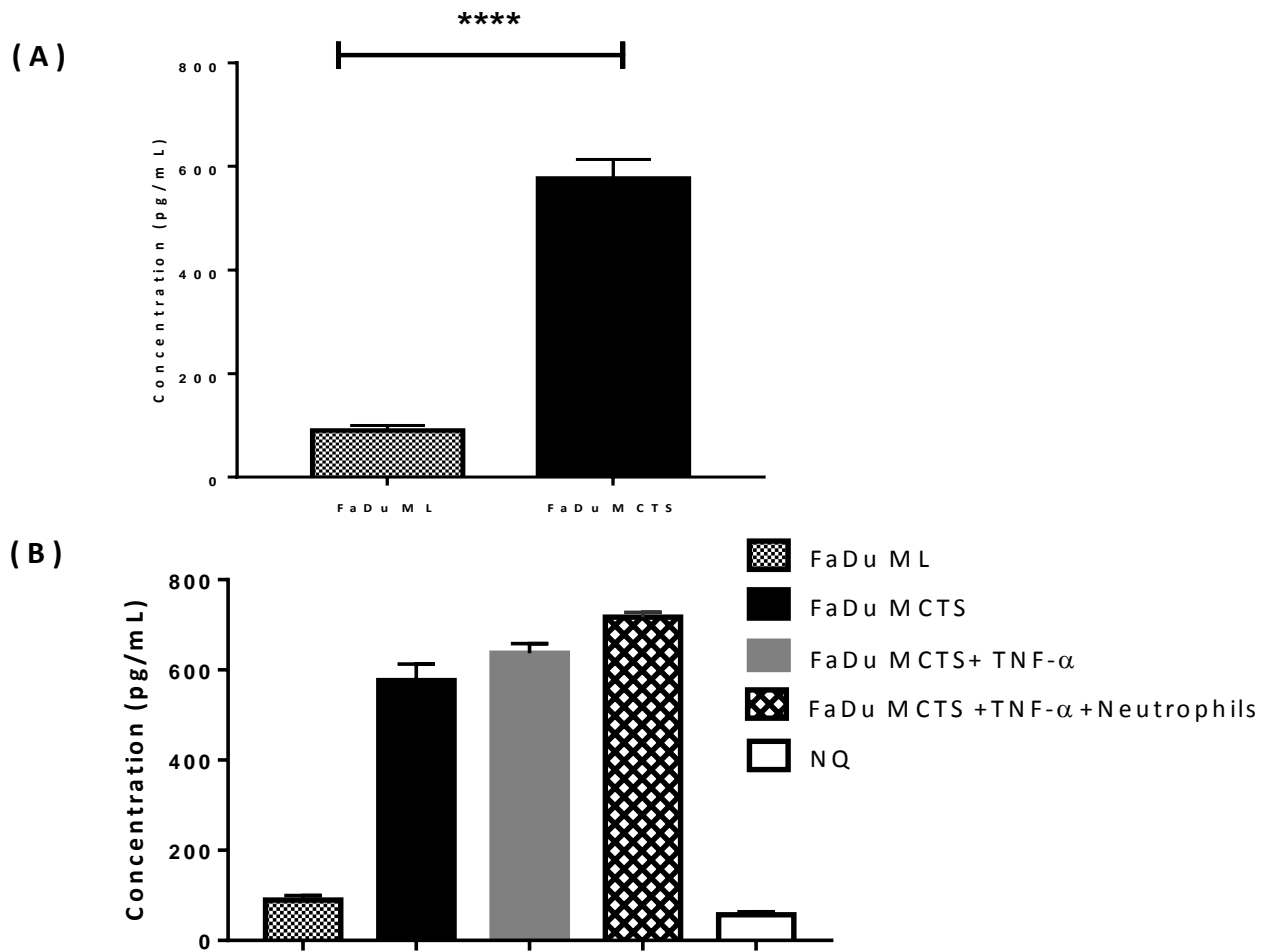 ****
(A)
800
600
400
200
0
Concentration (pg/mL)
FaDu ML
FaDu MCTS
(B)
800
600
400
200
0
Concentration (pg/mL)
FaDu ML
FaDu MCTS
FaDu MCTS+ TNF-α
FaDu MCTS +TNF-α+Neutrophils
NQ